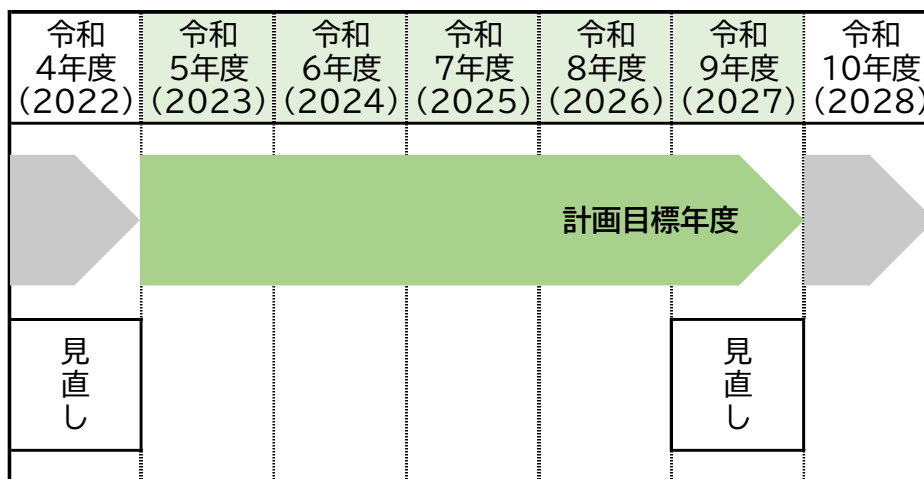 令和
4年度
(2022)
令和
5年度
(2023)
令和
6年度
(2024)
令和
7年度
(2025)
令和
8年度
(2026)
令和
9年度
(2027)
令和
10年度
(2028)
計画目標年度
見直し
見直し